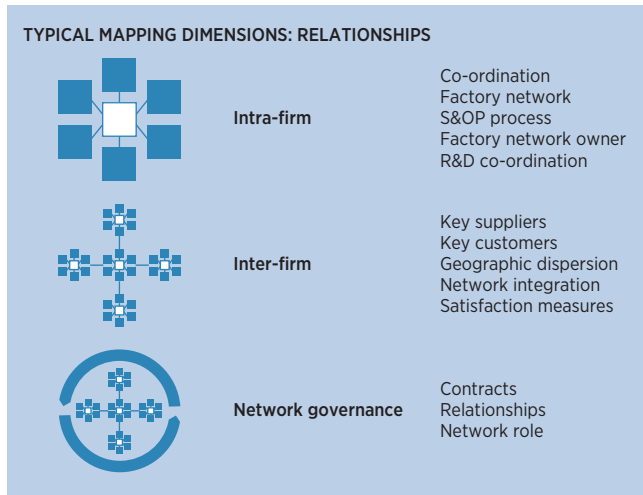 TYPICAL MAPPING DIMENSIONS: RELATIONSHIPS
Intra-firm
Co-ordination
Factory network
S&OP process
Factory network owner
R&D co-ordination
Inter-firm
Key suppliers
Key customers
Geographic dispersion
Network integration
Satisfaction measures
Network governance
Contracts
Relationships
Network role